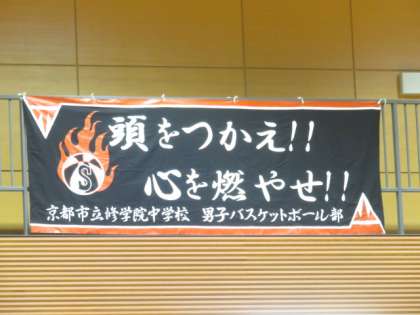 頭をつかえ!!
心を燃やせ!!
京都市立修学院中学校 男子バスケットボール部